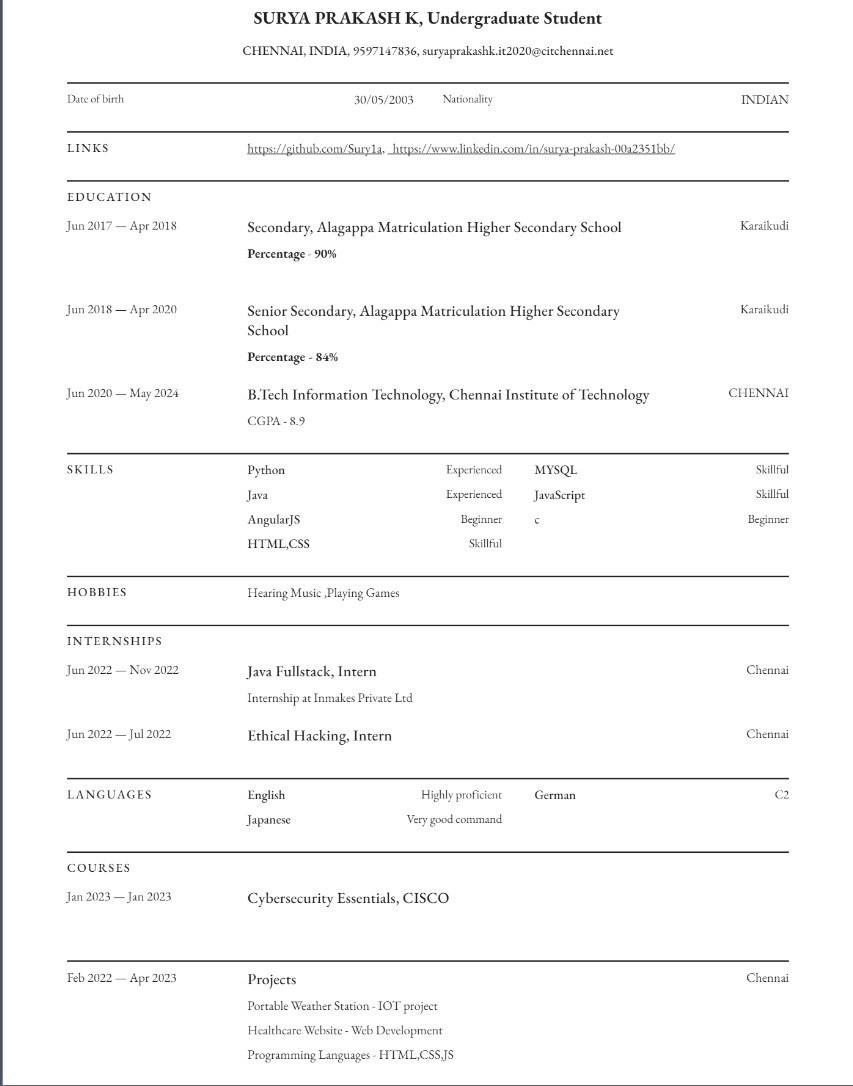 SURYA PRAKASH K, Undergraduate Student
CHENNAI, INDIA, 9597147836, suryaprakashk.it2020@citchennai.net
Date of birth 30/05/2003 Nationality INDIAN
LINKS https://github.com/Sury1a, https://www.linkedin.com/in/surya-prakash-00a2351bb/
EDUCATION
Jun 2017 — Apr 2018 Secondary, Alagappa Matriculation Higher Secondary School Karaikudi
Percentage - 90%
Jun 2018 — Apr 2020 Senior Secondary, Alagappa Matriculation Higher Secondary Karaikudi
School
Percentage - 84%
Jun 2020 — May 2024 B.Tech Information Technology, Chennai Institute of Technology CHENNAI
CGPA - 8.9
SKILLS Python Experienced MYSQL Skillful
Java Experienced JavaScript Skillful
AngularJS Beginner c Beginner
HTML,CSS Skillful
HOBBIES Hearing Music ,Playing Games
INTERNSHIPS
Jun 2022 — Nov 2022 Java Fullstack, Intern Chennai
Internship at Inmakes Private Ltd
Jun 2022 — Jul 2022 Ethical Hacking, Intern Chennai
LANGUAGES English Highly proficient German C2
Japanese Very good command
COURSES
Jan 2023 — Jan 2023 Cybersecurity Essentials, CISCO
Feb 2022 — Apr 2023 Projects Chennai
Portable Weather Station - IOT project
Healthcare Website - Web Development
Programming Languages - HTML,CSS,JS